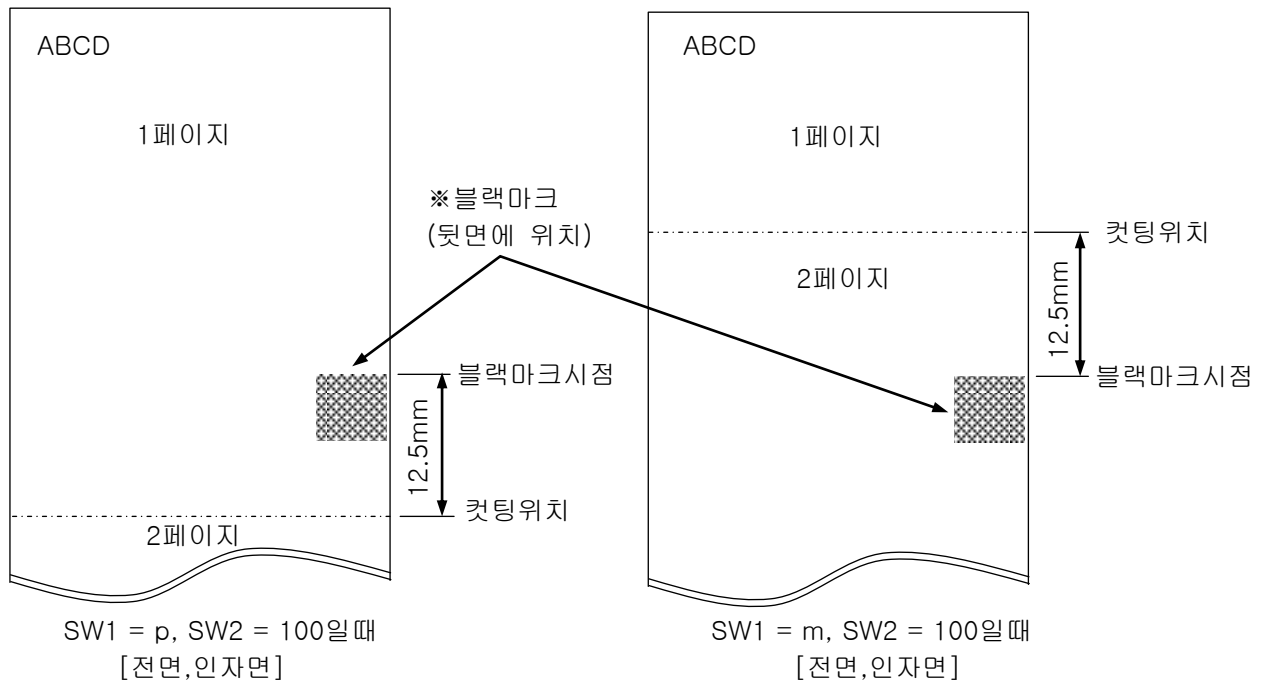 ABCD
1페이지
※블랙마크
(뒷면에 위치)
블랙마크시점
12.5mm
컷팅위치
2페이지
SW1 = p, SW2 = 100일때
[전면,인자면]
ABCD
1페이지
컷팅위치
2페이지
12.5mm
블랙마크시점
SW1 = m, SW2 = 100일때
[전면,인자면]